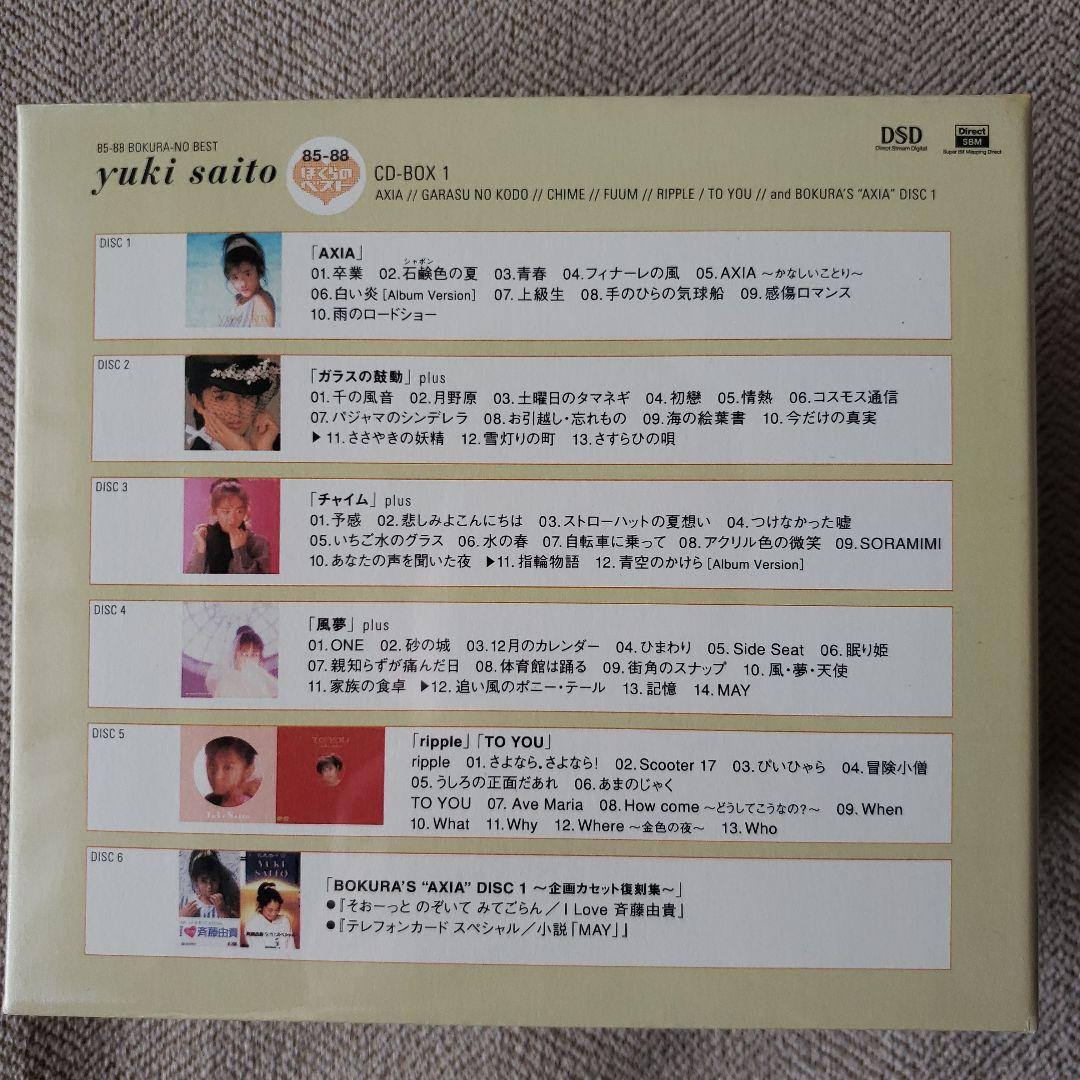 85-88 BOKURA-NO BEST
yuki saito
85-88
ぼくらの
ベスト
CD-BOX 1
AXIA // GARASU NO KODO // CHIME // FUUM // RIPPLE / TO YOU // and BOKURA'S "AXIA" DISC 1
DSD
Direct Stream Digital
Direct
SBM
Super Bit Mapping Direct
DISC 1
「AXIA」
シャボン
01.卒業 02.石鹸色の夏 03.青春 04.フィナーレの風 05.AXIA 〜かなしいことり〜
06.白い炎 [Album Version] 07.上級生 08.手のひらの気球船 09.感傷ロマンス
10.雨のロードショー
DISC 2
「ガラスの鼓動」 plus
01.千の風音 02.月野原 03.土曜日のタマネギ 04.初戀 05.情熱 06.コスモス通信
07.パジャマのシンデレラ 08.お引越し・忘れもの 09.海の絵葉書 10.今だけの真実
▶11.ささやきの妖精 12.雪灯りの町 13.さすらひの唄
DISC 3
「チャイム」 plus
01.予感 02.悲しみよこんにちは 03.ストローハットの夏想い 04.つけなかった嘘
05.いちご水のグラス 06.水の春 07.自転車に乗って 08.アクリル色の微笑 09.SORAMIMI
10.あなたの声を聞いた夜 ▶11.指輪物語 12.青空のかけら [Album Version]
DISC 4
「風夢」 plus
01.ONE 02.砂の城 03.12月のカレンダー 04.ひまわり 05.Side Seat 06.眠り姫
07.親知らずが痛んだ日 08.体育館は踊る 09.街角のスナップ 10.風・夢・天使
11.家族の食卓 ▶12.追い風のポニー・テール 13.記憶 14.MAY
DISC 5
TO YOU
Yuki Saito
「ripple」「TO YOU」
ripple 01.さよなら。さよなら! 02.Scooter 17 03.ぴいひゃら 04.冒険小僧
05.うしろの正面だあれ 06.あまのじゃく
TO YOU 07.Ave Maria 08.How come 〜どうしてこうなの?〜 09.When
10.What 11.Why 12.Where 〜金色の夜〜 13.Who
DISC 6
斉藤由貴
YUKI
SAITO
「BOKURA'S "AXIA" DISC 1 〜企画カセット復刻集〜」
●『そおーっと のぞいて みてごらん／I Love 斉藤由貴』
●『テレフォンカード スペシャル／小説「MAY」』